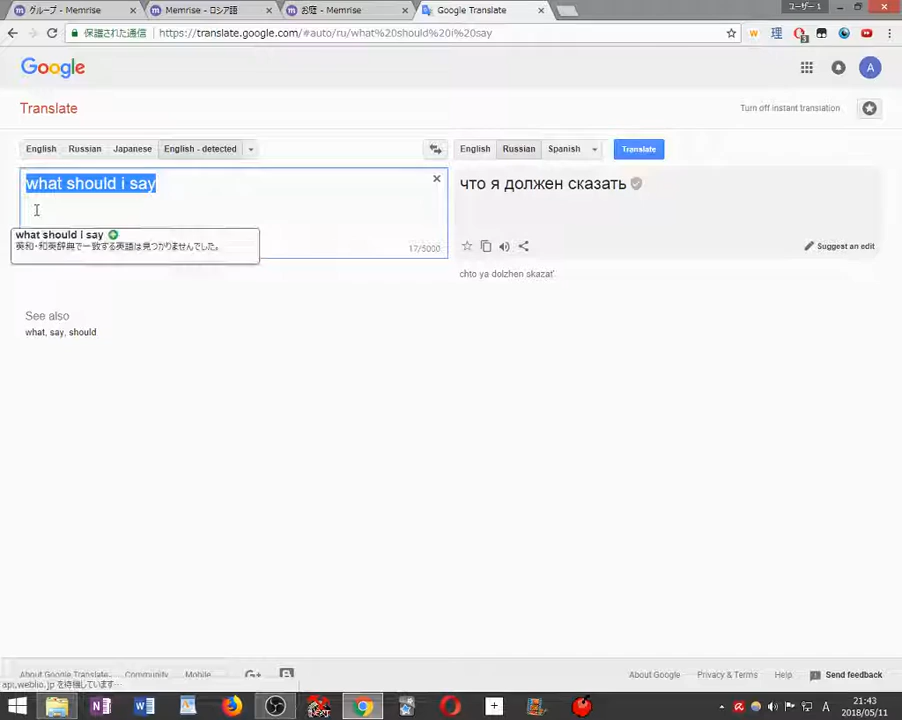 グループ - Memrise
Memrise - ロシア語
お庭 - Memrise
Google Translate
ユーザー 1
保護された通信
https://translate.google.com/#auto/ru/what%20should%20i%20say
Google
A
Translate
Turn off instant translation
English Russian Japanese English - detected
English Russian Spanish Translate
what should i say
что я должен сказать
what should i say
英和・和英辞典で一致する英語は見つかりませんでした。
17/5000
Suggest an edit
chto ya dolzhen skazat'
See also
what, say, should
About Google Translate Community Mobile G+ B
About Google Privacy & Terms Help Send feedback
api.weblio.jp を待機しています…
A
21:43
2018/05/11